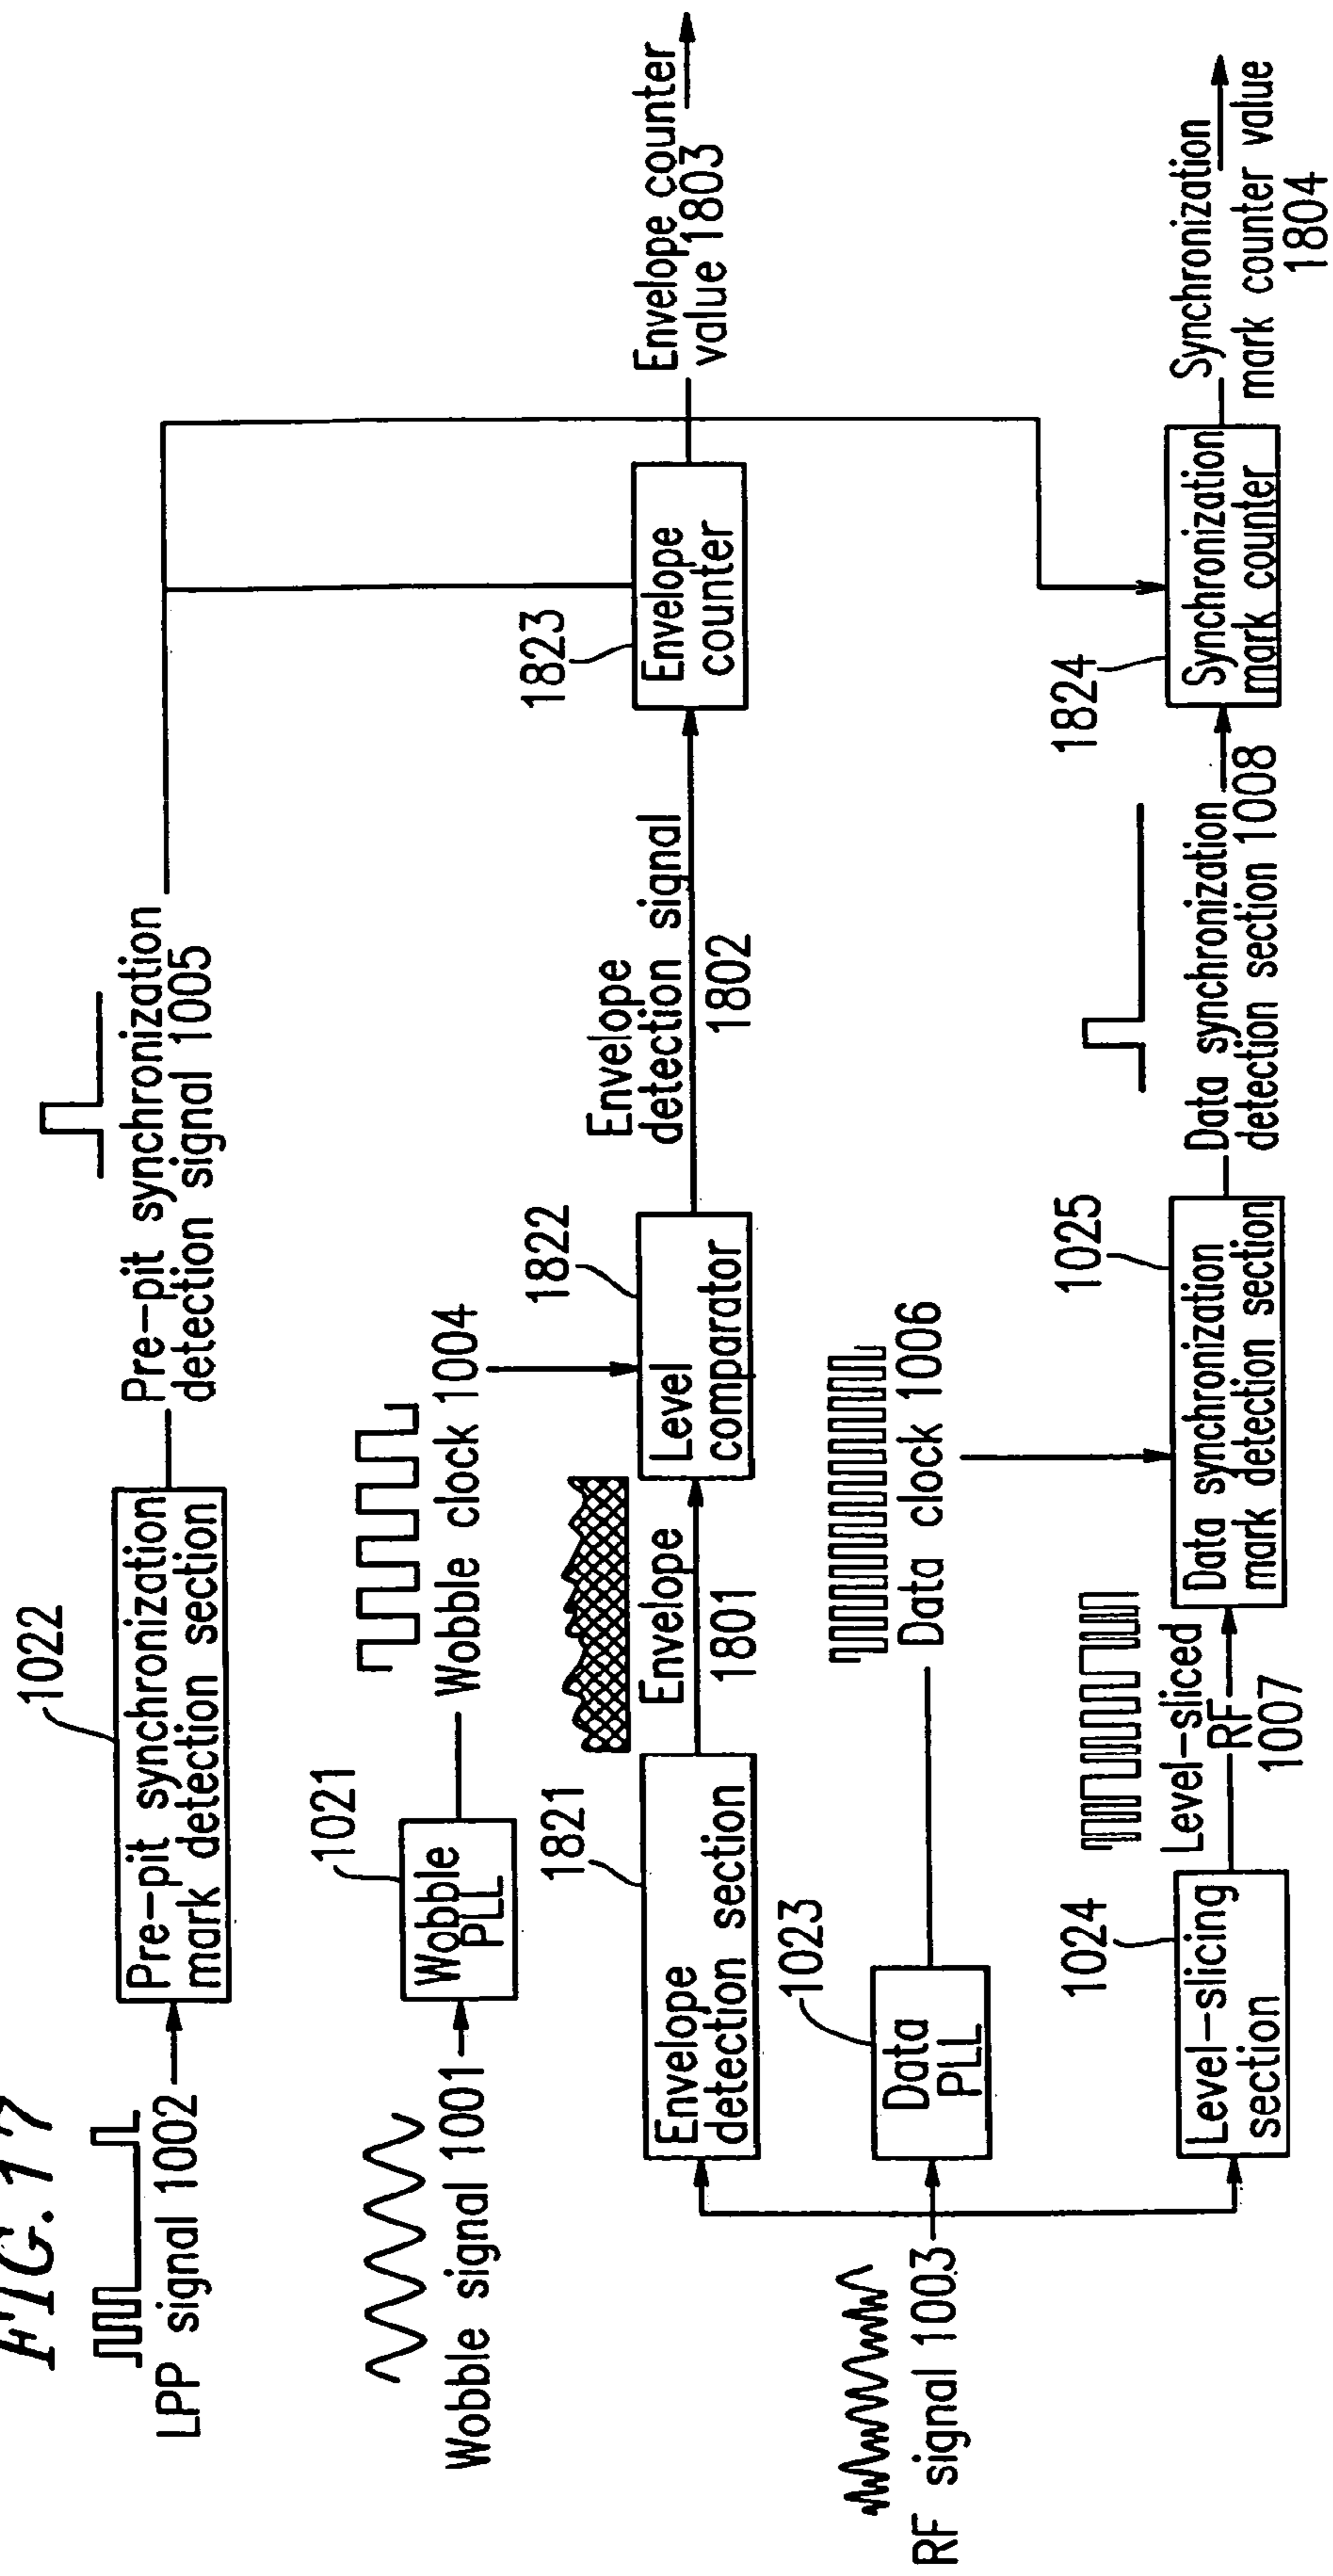 FIG. 17
LPP signal 1002
1022
Pre-pit synchronization
mark detection section
Pre-pit synchronization
detection signal 1005
Wobble signal 1001
1021
Wobble
PLL
Wobble clock 1004
1821
Envelope
detection section
Envelope
1801
1822
Level
comparator
Envelope
detection signal
1802
1823
Envelope
counter
Envelope counter
value 1803
RF signal 1003
1023
Data
PLL
Data clock 1006
1024
Level-slicing
section
Level-sliced
RF
1007
1025
Data synchronization
mark detection section
Data synchronization
detection section 1008
1824
Synchronization
mark counter
Synchronization
mark counter value
1804